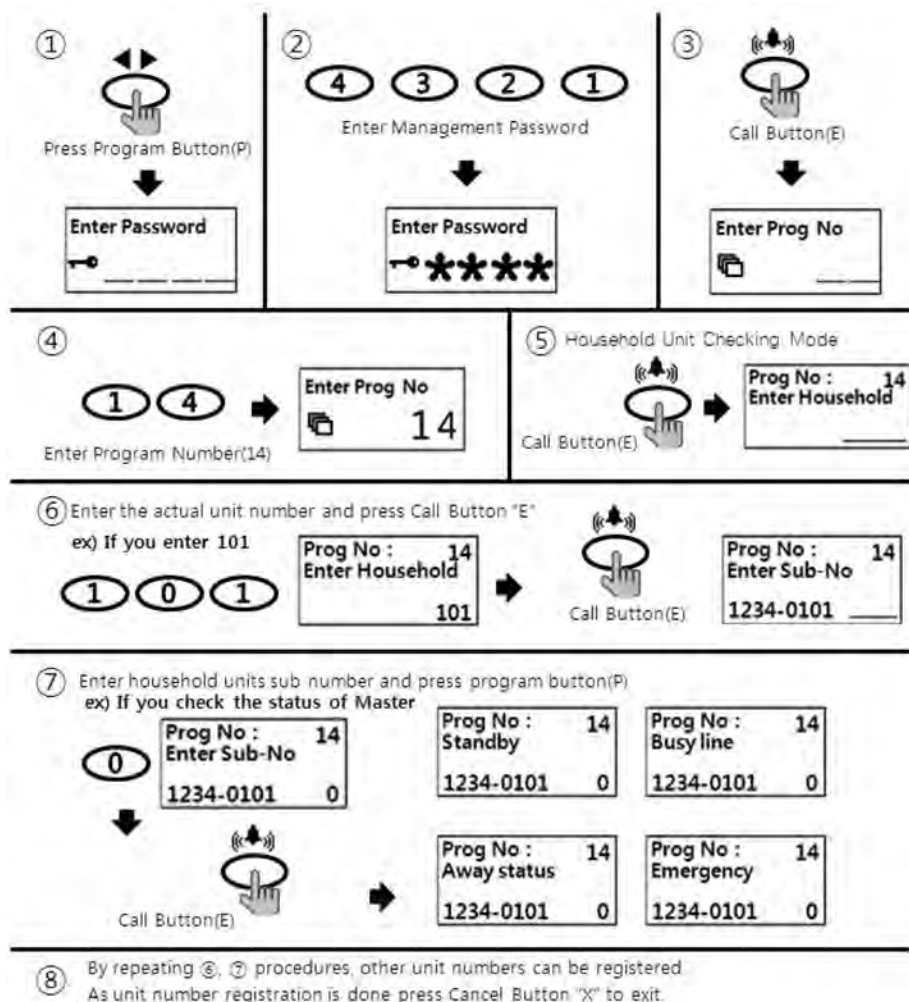 ①
Press Program Button(P)
Enter Password
②
4 3 2 1
Enter Management Password
Enter Password
③
Call Button(E)
Enter Prog No
④
1 4
Enter Program Number(14)
Enter Prog No
14
⑤ Household Unit Checking Mode
Call Button(E)
Prog No : 14
Enter Household
⑥ Enter the actual unit number and press Call Button "E"
ex) If you enter 101
1 0 1
Prog No : 14
Enter Household
101
Call Button(E)
Prog No : 14
Enter Sub-No
1234-0101
⑦ Enter household units sub number and press program button(P)
ex) If you check the status of Master
0
Prog No : 14
Enter Sub-No
1234-0101 0
Call Button(E)
Prog No : 14
Standby
1234-0101 0
Prog No : 14
Busy line
1234-0101 0
Prog No : 14
Away status
1234-0101 0
Prog No : 14
Emergency
1234-0101 0
⑧ By repeating ⑥, ⑦ procedures, other unit numbers can be registered
As unit number registration is done press Cancel Button "X" to exit.